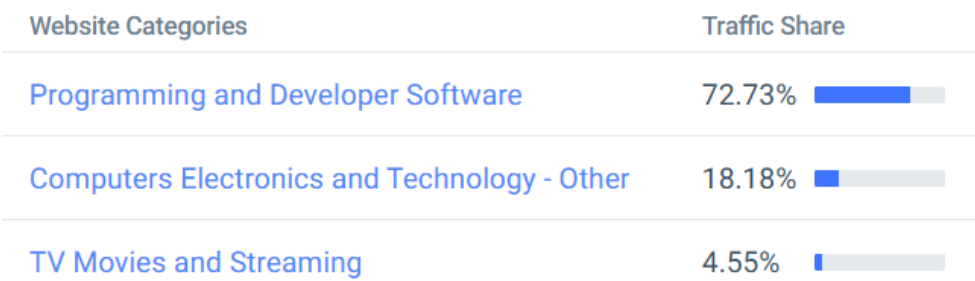 Website Categories Traffic Share
Programming and Developer Software 72.73%
Computers Electronics and Technology - Other 18.18%
TV Movies and Streaming 4.55%